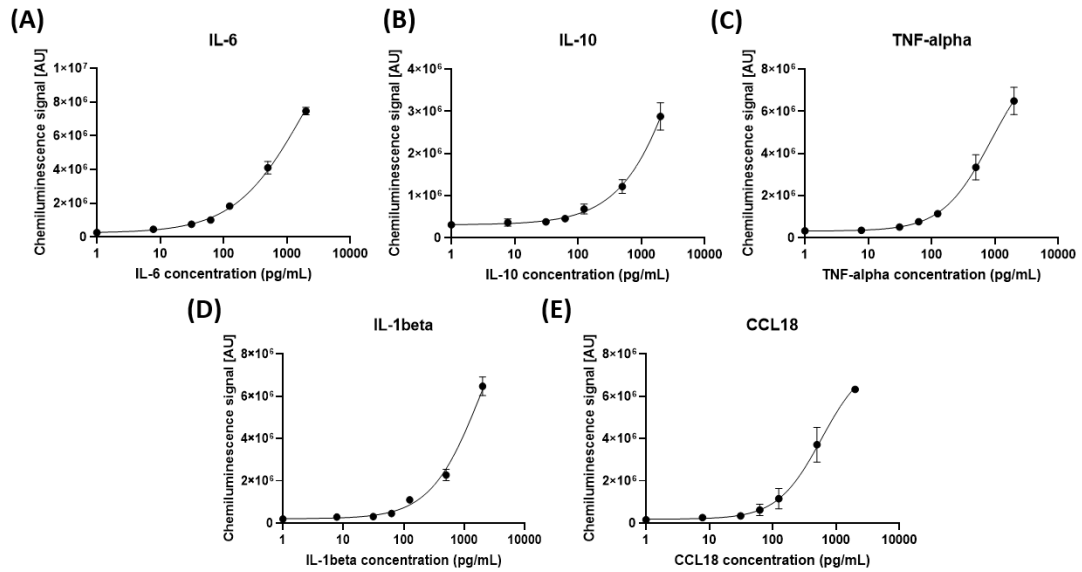 (A)
IL-6
Chemiluminescence signal [AU]
1×10⁷
8×10⁶
6×10⁶
4×10⁶
2×10⁶
0
1 10 100 1000 10000
IL-6 concentration (pg/mL)
(B)
IL-10
Chemiluminescence signal [AU]
4×10⁶
3×10⁶
2×10⁶
1×10⁶
0
1 10 100 1000 10000
IL-10 concentration (pg/mL)
(C)
TNF-alpha
Chemiluminescence signal [AU]
8×10⁶
6×10⁶
4×10⁶
2×10⁶
0
1 10 100 1000 10000
TNF-alpha concentration (pg/mL)
(D)
IL-1beta
Chemiluminescence signal [AU]
8×10⁶
6×10⁶
4×10⁶
2×10⁶
0
1 10 100 1000 10000
IL-1beta concentration (pg/mL)
(E)
CCL18
Chemiluminescence signal [AU]
8×10⁶
6×10⁶
4×10⁶
2×10⁶
0
1 10 100 1000 10000
CCL18 concentration (pg/mL)